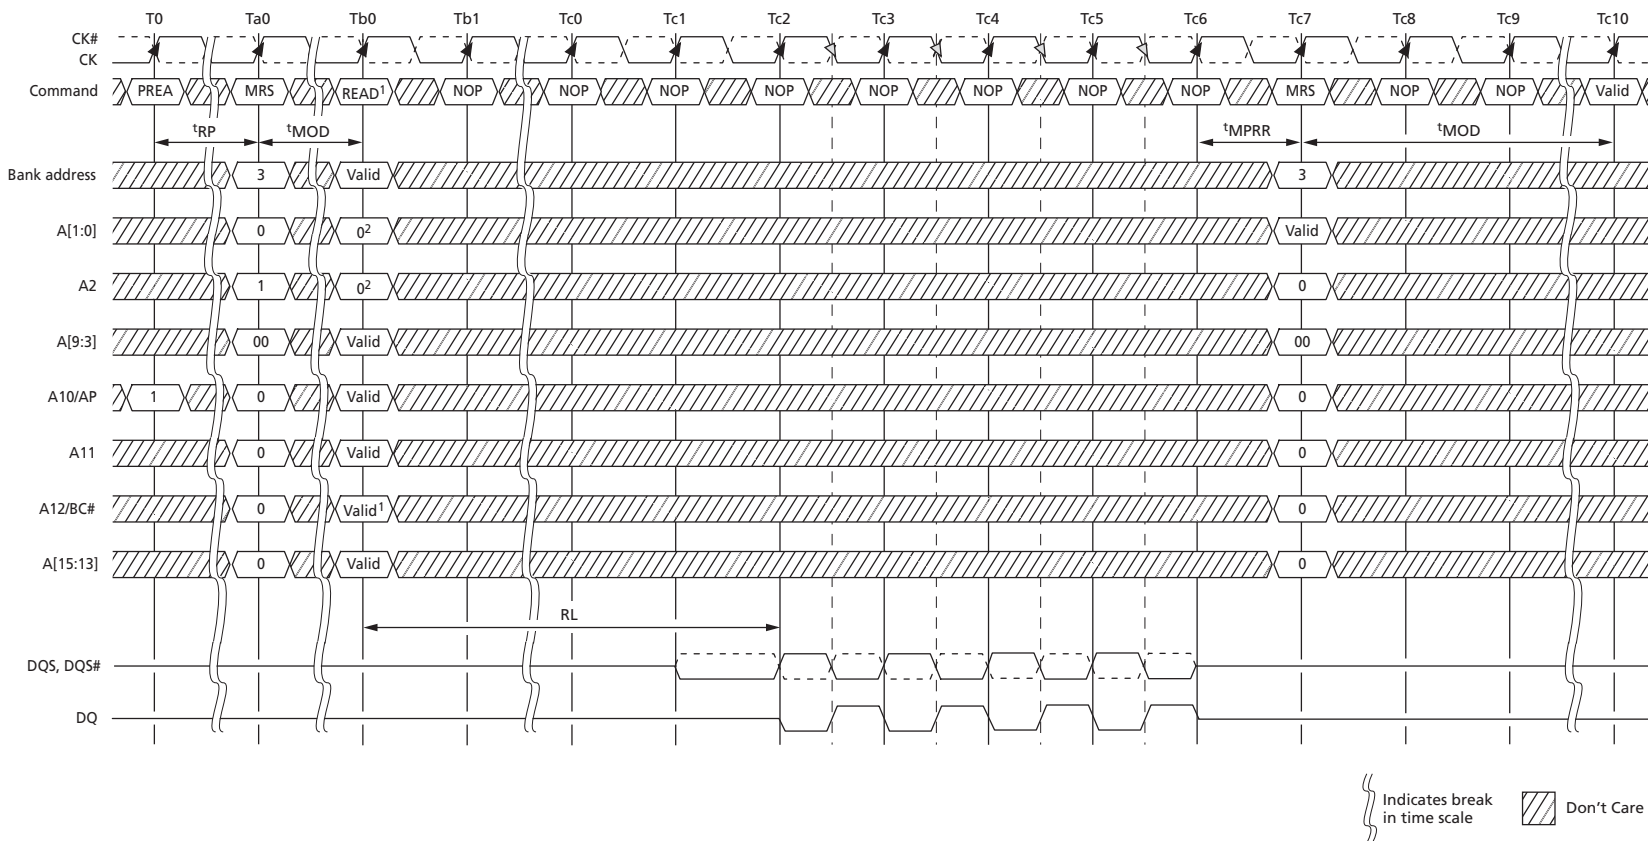 T0 Ta0 Tb0 Tb1 Tc0 Tc1 Tc2 Tc3 Tc4 Tc5 Tc6 Tc7 Tc8 Tc9 Tc10
CK#
CK
Command PREA MRS READ¹ NOP NOP NOP NOP NOP NOP NOP NOP MRS NOP NOP Valid
ᵗRP ᵗMOD ᵗMPRR ᵗMOD
Bank address 3 Valid 3
A[1:0] 0 0² Valid
A2 1 0² 0
A[9:3] 00 Valid 00
A10/AP 1 0 Valid 0
A11 0 Valid 0
A12/BC# 0 Valid¹ 0
A[15:13] 0 Valid 0
RL
DQS, DQS#
DQ
Indicates break
in time scale
Don't Care